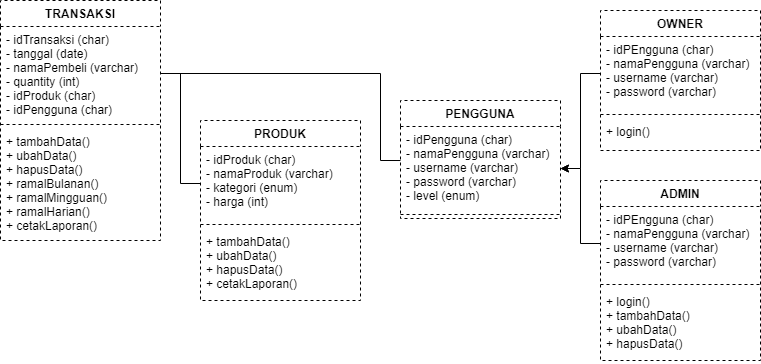 TRANSAKSI
- idTransaksi (char)
- tanggal (date)
- namaPembeli (varchar)
- quantity (int)
- idProduk (char)
- idPengguna (char)
+ tambahData()
+ ubahData()
+ hapusData()
+ ramalBulanan()
+ ramalMingguan()
+ ramalHarian()
+ cetakLaporan()
PRODUK
- idProduk (char)
- namaProduk (varchar)
- kategori (enum)
- harga (int)
+ tambahData()
+ ubahData()
+ hapusData()
+ cetakLaporan()
PENGGUNA
- idPengguna (char)
- namaPengguna (varchar)
- username (varchar)
- password (varchar)
- level (enum)
OWNER
- idPEngguna (char)
- namaPengguna (varchar)
- username (varchar)
- password (varchar)
+ login()
ADMIN
- idPEngguna (char)
- namaPengguna (varchar)
- username (varchar)
- password (varchar)
+ login()
+ tambahData()
+ ubahData()
+ hapusData()